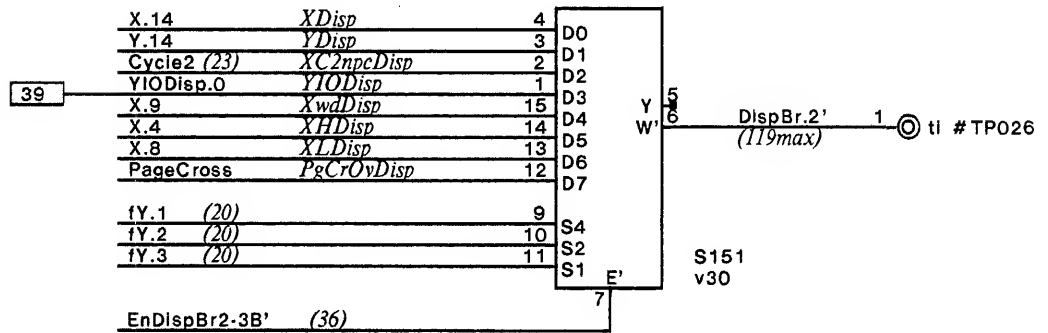 X.14 XDisp 4 D0
Y.14 YDisp 3 D1
Cycle2 (23) XC2npcDisp 2 D2
39 YIODisp.0 YIODisp 1 D3
X.9 XwdDisp 15 D4
X.4 XHDisp 14 D5
X.8 XLDisp 13 D6
PageCross PgCrOvDisp 12 D7
Y 5
W' 6 DispBr.2' 1 ti #TP026
(119max)
fY.1 (20) 9 S4
fY.2 (20) 10 S2
fY.3 (20) 11 S1
S151
v30
E'
7
EnDispBr2-3B' (36)